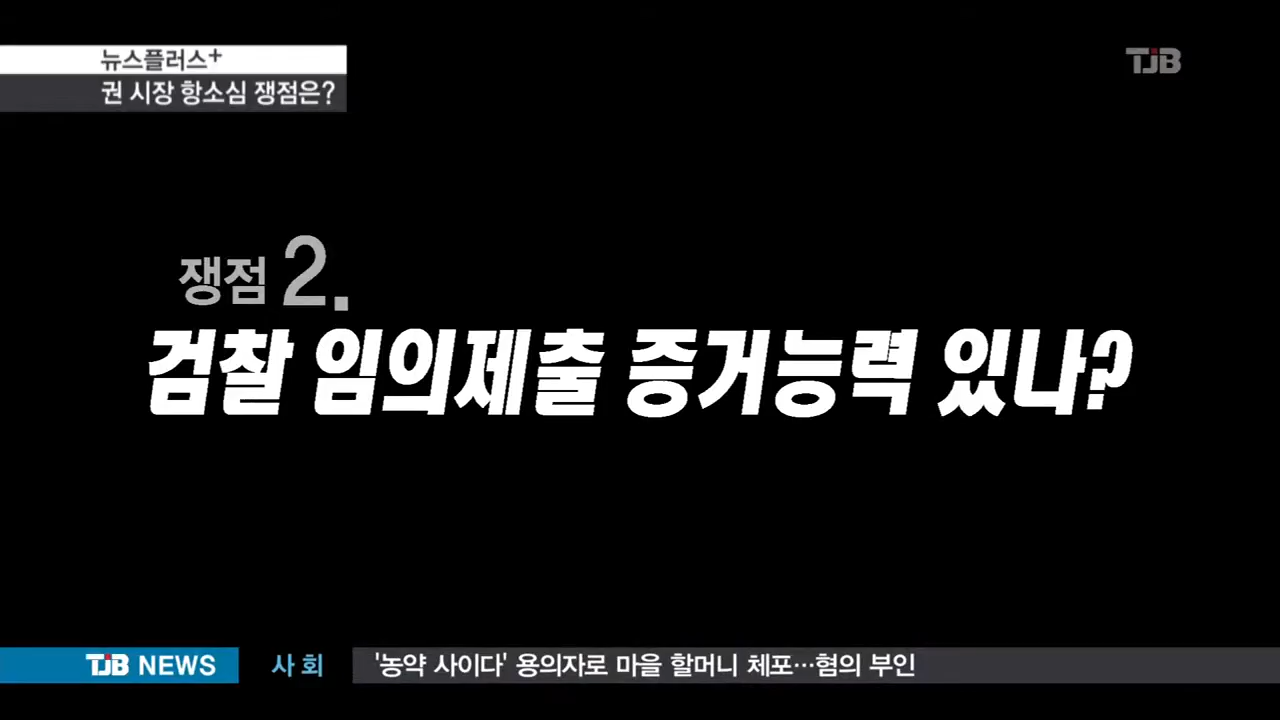 뉴스플러스+
권 시장 항소심 쟁점은?
TJB
쟁점 2.
검찰 임의제출 증거능력 있나?
TJB NEWS 사회 '농약 사이다' 용의자로 마을 할머니 체포…혐의 부인